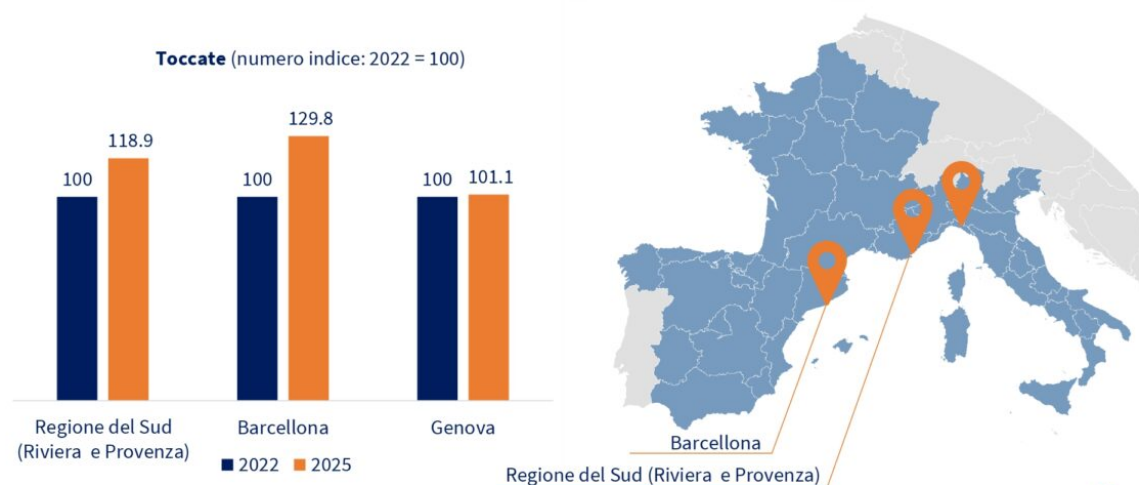 Toccate (numero indice: 2022 = 100)
118.9
129.8
100
100
100
101.1
Regione del Sud
(Riviera e Provenza)
Barcellona
Genova
2022
2025
Barcellona
Regione del Sud (Riviera e Provenza)